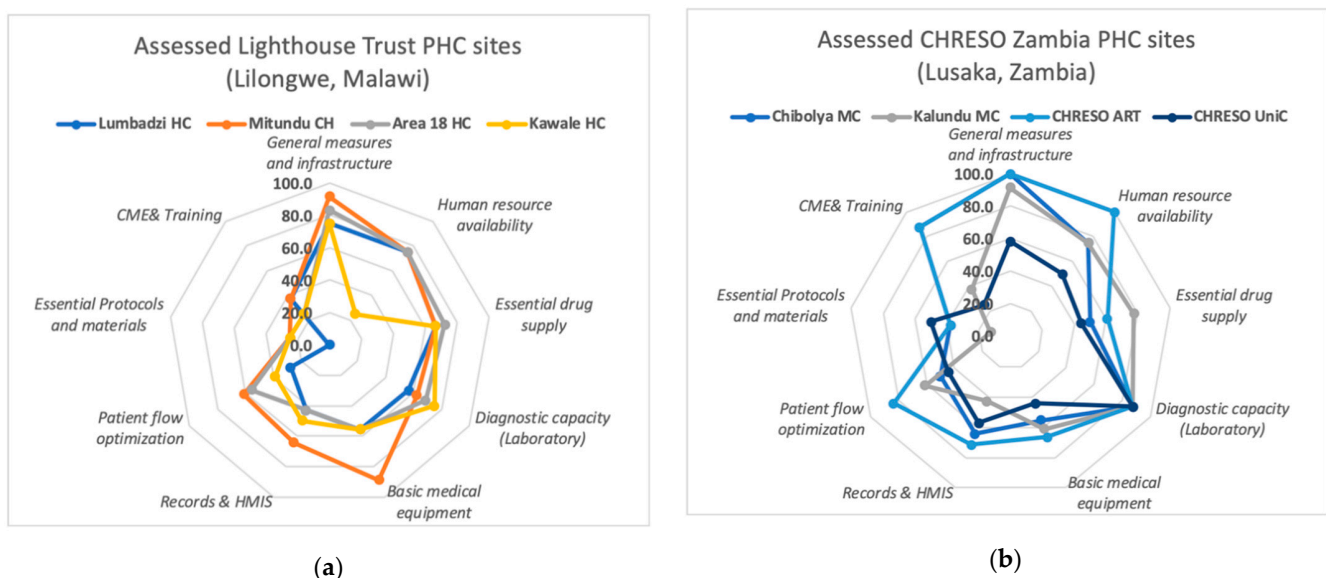 Assessed Lighthouse Trust PHC sites
(Lilongwe, Malawi)
Lumbadzi HC
Mitundu CH
Area 18 HC
Kawale HC
General measures
and infrastructure
100.0
80.0
60.0
40.0
20.0
0.0
Human resource
availability
Essential drug
supply
Diagnostic capacity
(Laboratory)
Basic medical
equipment
Records & HMIS
Patient flow
optimization
Essential Protocols
and materials
CME& Training
(a)
Assessed CHRESO Zambia PHC sites
(Lusaka, Zambia)
Chibolya MC
Kalundu MC
CHRESO ART
CHRESO UniC
General measures
and infrastructure
100.0
80.0
60.0
40.0
20.0
0.0
Human resource
availability
Essential drug
supply
Diagnostic capacity
(Laboratory)
Basic medical
equipment
Records & HMIS
Patient flow
optimization
Essential Protocols
and materials
CME& Training
(b)